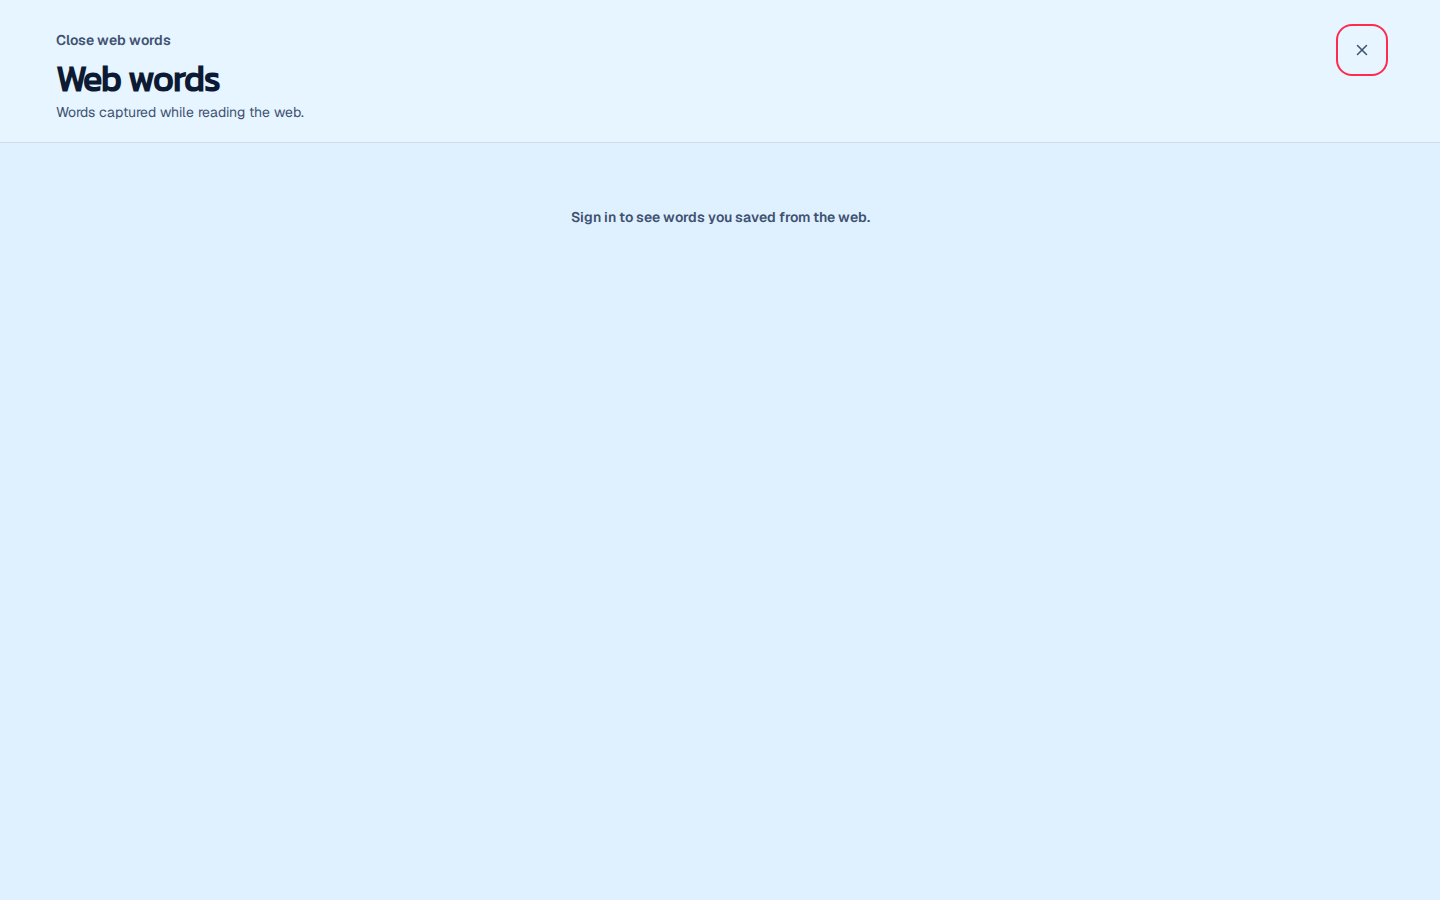 Close web words
Web words
Words captured while reading the web.
Sign in to see words you saved from the web.